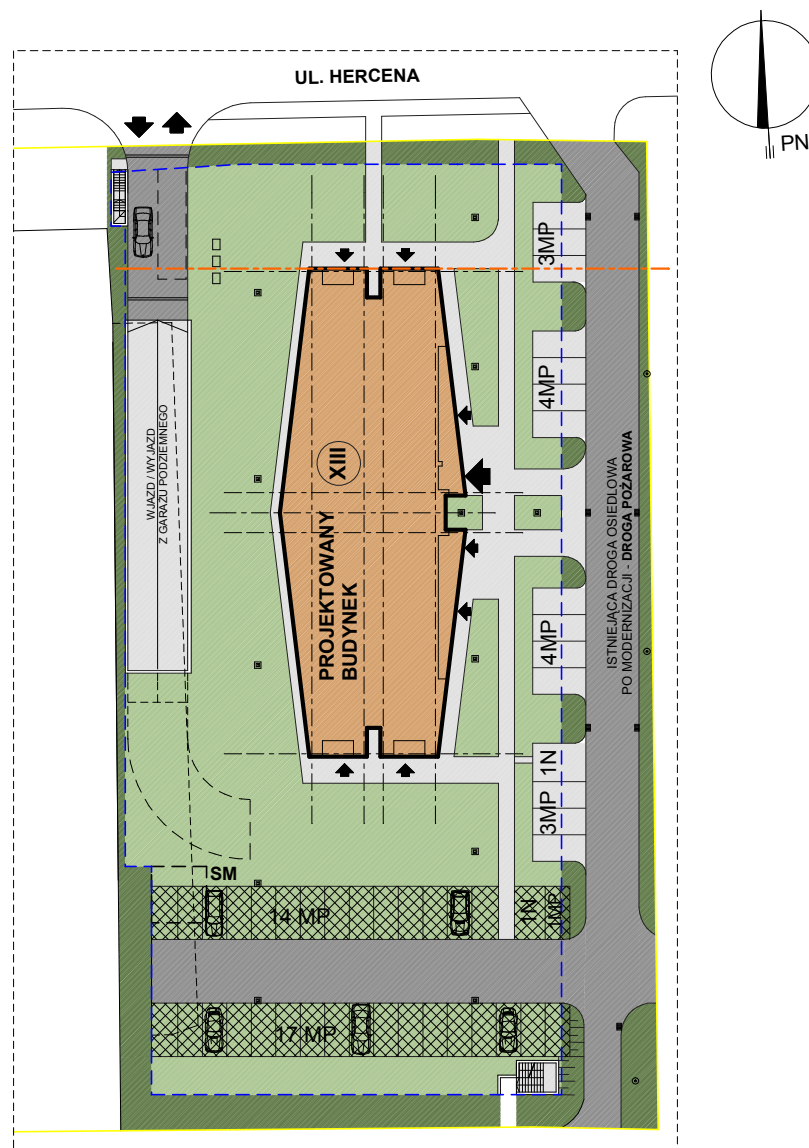 UL. HERCENA
PN
3MP
4MP
WJAZD / WYJAZD
Z GARAŻU PODZIEMNEGO
XIII
PROJEKTOWANY
BUDYNEK
ISTNIEJĄCA DROGA OSIEDLOWA
PO MODERNIZACJI - DROGA POŻAROWA
4MP
1N
3MP
SM
14 MP
1N
1MP
17 MP